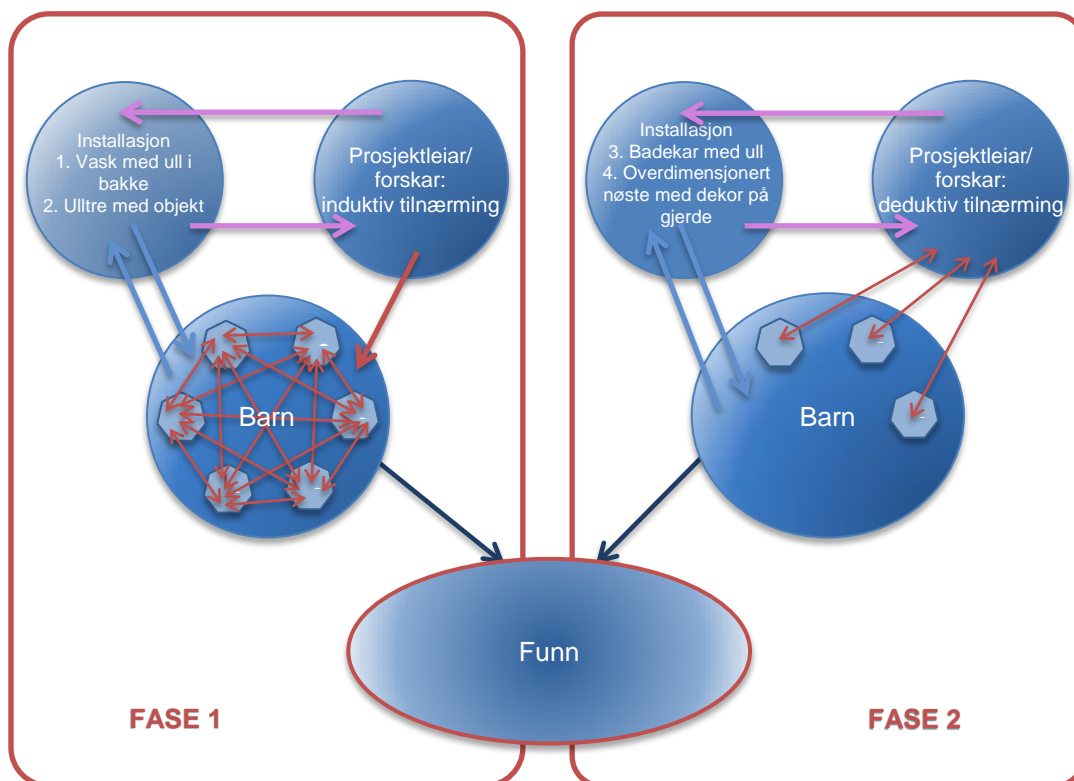 Installasjon
1. Vask med ull i
bakke
2. Ulltre med objekt
Prosjektleiar/
forskar:
induktiv tilnærming
Barn
Installasjon
3. Badekar med ull
4. Overdimensjonert
nøste med dekor på
gjerde
Prosjektleiar/
forskar:
deduktiv tilnærming
Barn
Funn
FASE 1
FASE 2